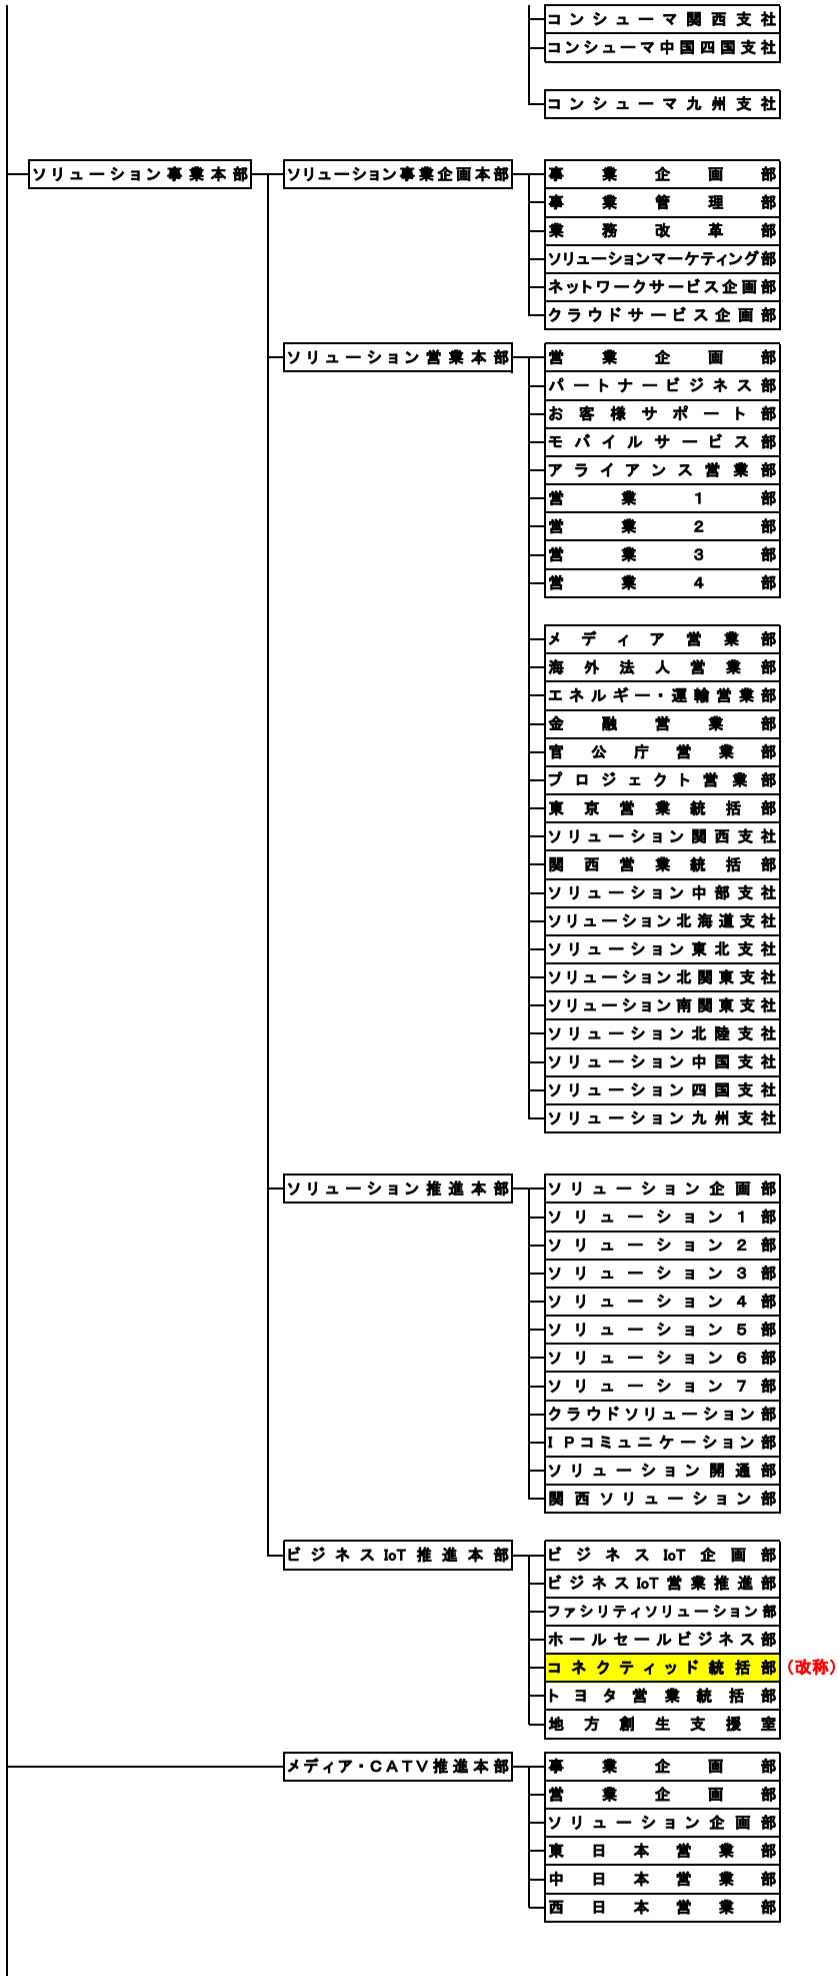 コンシューマ関西支社
コンシューマ中国四国支社
コンシューマ九州支社
ソリューション事業本部
ソリューション事業企画本部
事業企画部
事業管理部
業務改革部
ソリューションマーケティング部
ネットワークサービス企画部
クラウドサービス企画部
ソリューション営業本部
営業企画部
パートナービジネス部
お客様サポート部
モバイルサービス部
アライアンス営業部
営業1部
営業2部
営業3部
営業4部
メディア営業部
海外法人営業部
エネルギー・運輸営業部
金融営業部
官公庁営業部
プロジェクト営業部
東京営業統括部
ソリューション関西支社
関西営業統括部
ソリューション中部支社
ソリューション北海道支社
ソリューション東北支社
ソリューション北関東支社
ソリューション南関東支社
ソリューション北陸支社
ソリューション中国支社
ソリューション四国支社
ソリューション九州支社
ソリューション推進本部
ソリューション企画部
ソリューション1部
ソリューション2部
ソリューション3部
ソリューション4部
ソリューション5部
ソリューション6部
ソリューション7部
クラウドソリューション部
IPコミュニケーション部
ソリューション開通部
関西ソリューション部
ビジネスIoT推進本部
ビジネスIoT企画部
ビジネスIoT営業推進部
ファシリティソリューション部
ホールセールビジネス部
コネクティッド統括部 (改称)
トヨタ営業統括部
地方創生支援室
メディア・CATV推進本部
事業企画部
営業企画部
ソリューション企画部
東日本営業部
中日本営業部
西日本営業部